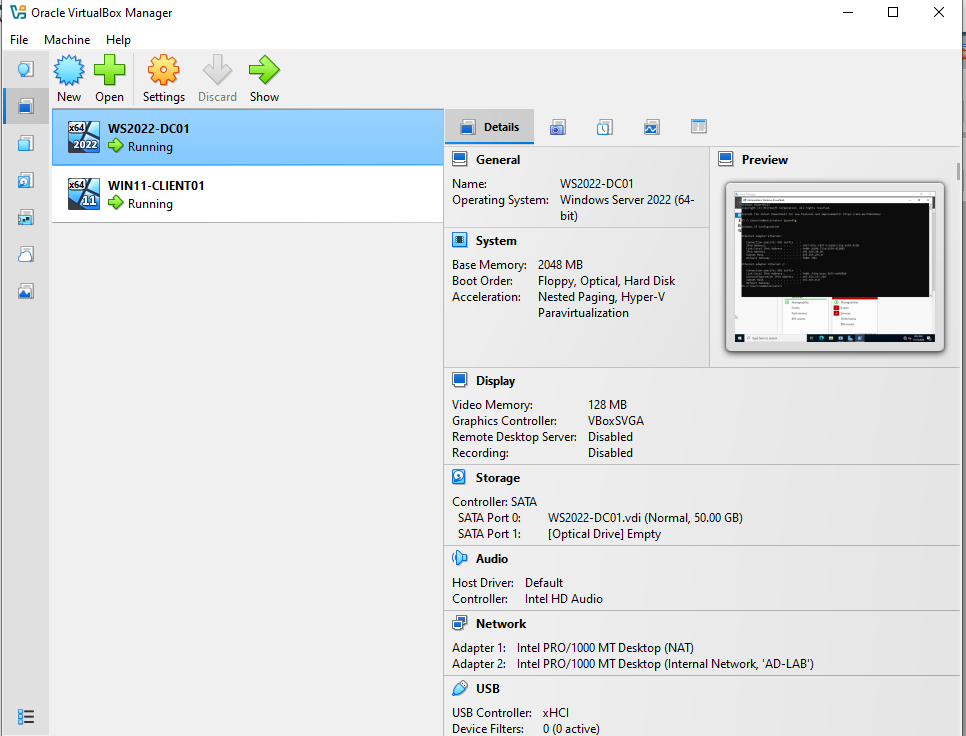 Oracle VirtualBox Manager
File Machine Help
New Open Settings Discard Show
x64 2022 WS2022-DC01
Running
x64 11 WIN11-CLIENT01
Running
Details
General
Name: WS2022-DC01
Operating System: Windows Server 2022 (64-
bit)
Preview
System
Base Memory: 2048 MB
Boot Order: Floppy, Optical, Hard Disk
Acceleration: Nested Paging, Hyper-V
Paravirtualization
Display
Video Memory: 128 MB
Graphics Controller: VBoxSVGA
Remote Desktop Server: Disabled
Recording: Disabled
Storage
Controller: SATA
SATA Port 0: WS2022-DC01.vdi (Normal, 50.00 GB)
SATA Port 1: [Optical Drive] Empty
Audio
Host Driver: Default
Controller: Intel HD Audio
Network
Adapter 1: Intel PRO/1000 MT Desktop (NAT)
Adapter 2: Intel PRO/1000 MT Desktop (Internal Network, 'AD-LAB')
USB
USB Controller: xHCI
Device Filters: 0 (0 active)